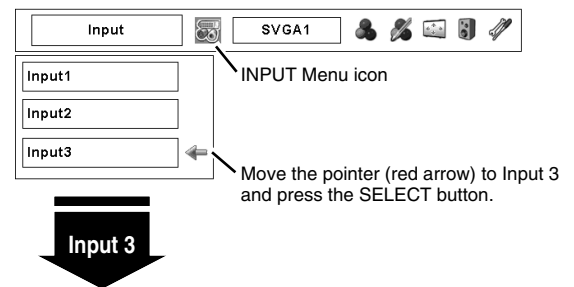 Input
SVGA1
INPUT Menu icon
Input1
Input2
Input3
Move the pointer (red arrow) to Input 3
and press the SELECT button.
Input 3